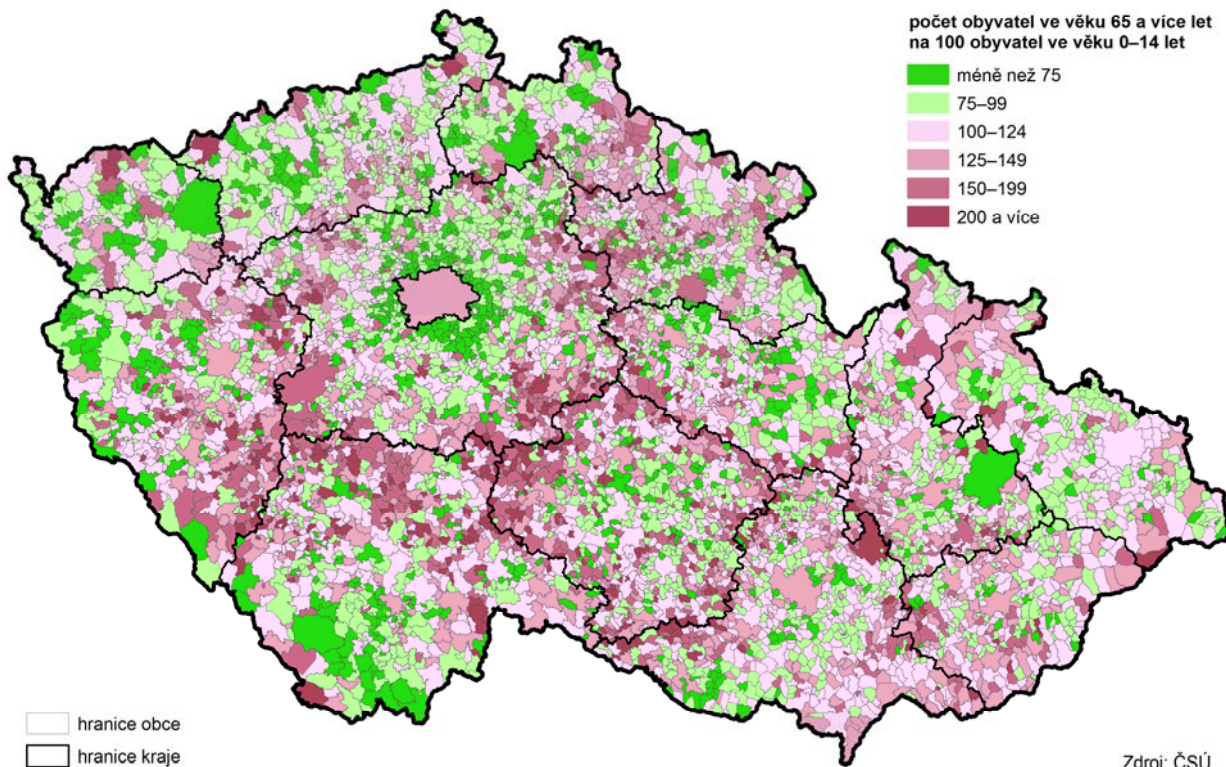 počet obyvatel ve věku 65 a více let
na 100 obyvatel ve věku 0–14 let
méně než 75
75–99
100–124
125–149
150–199
200 a více
hranice obce
hranice kraje
Zdroj: ČSÚ